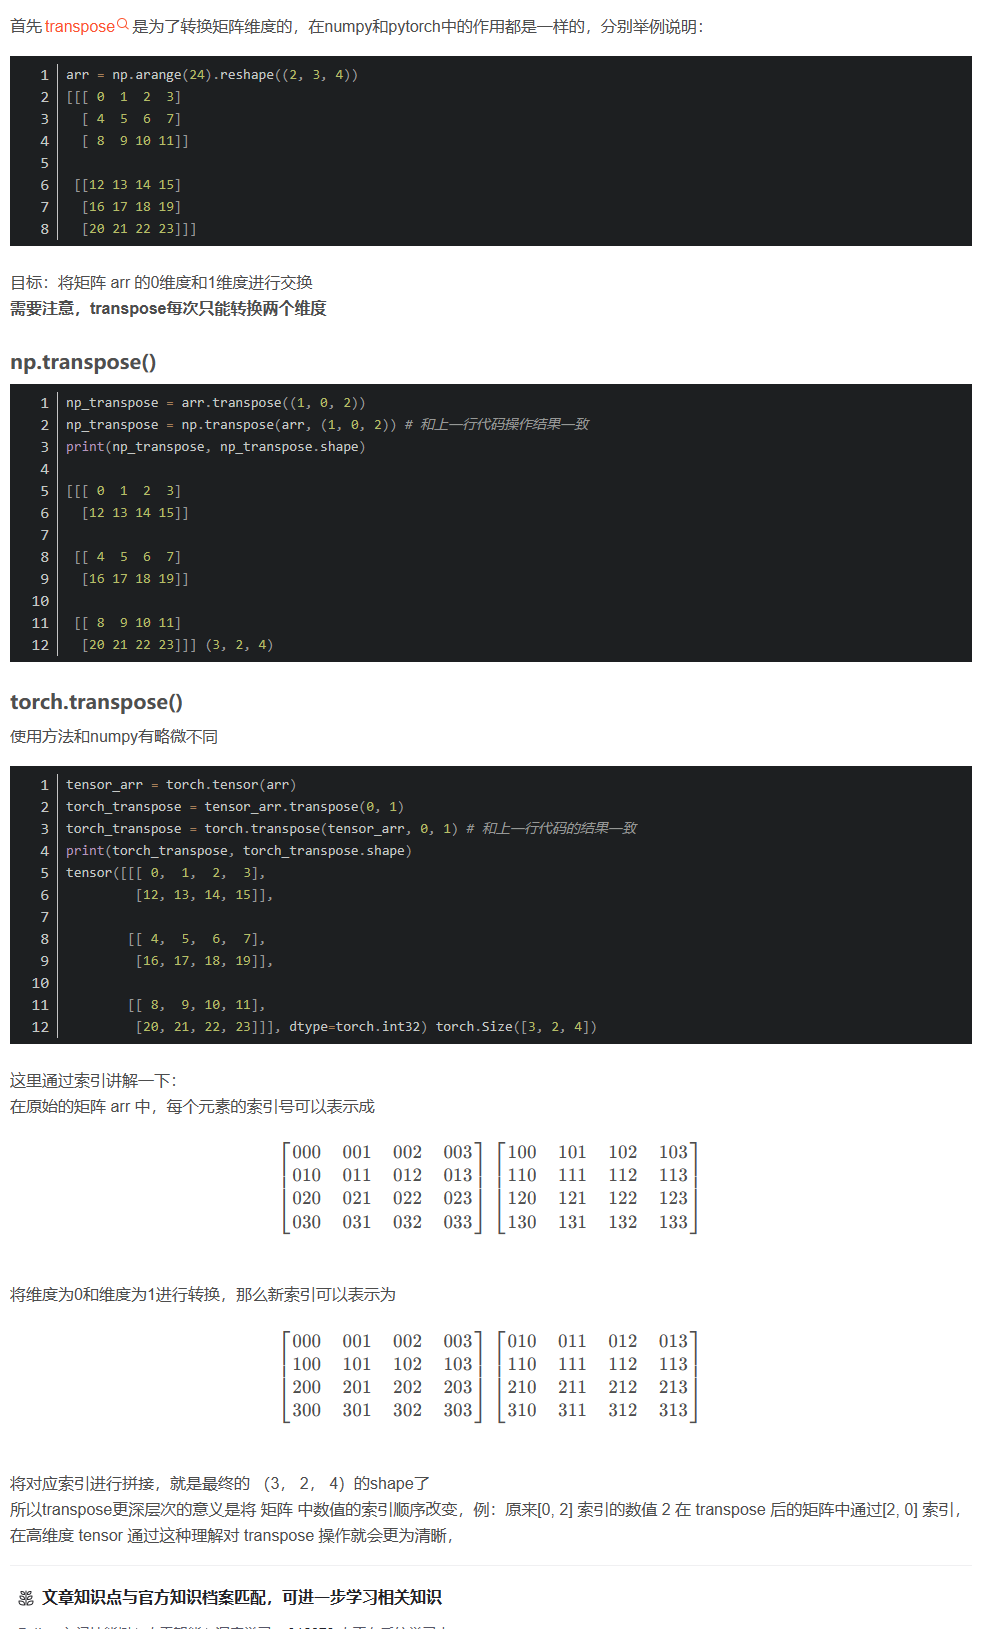 首先transpose是为了转换矩阵维度的，在numpy和pytorch中的作用都是一样的，分别举例说明：
1 arr = np.arange(24).reshape((2, 3, 4))
2 [[[ 0  1  2  3]
3   [ 4  5  6  7]
4   [ 8  9 10 11]]
5
6  [[12 13 14 15]
7   [16 17 18 19]
8   [20 21 22 23]]]
目标：将矩阵 arr 的0维度和1维度进行交换
需要注意，transpose每次只能转换两个维度
np.transpose()
1 np_transpose = arr.transpose((1, 0, 2))
2 np_transpose = np.transpose(arr, (1, 0, 2)) # 和上一行代码操作结果一致
3 print(np_transpose, np_transpose.shape)
4
5 [[[ 0  1  2  3]
6   [12 13 14 15]]
7
8  [[ 4  5  6  7]
9   [16 17 18 19]]
10
11  [[ 8  9 10 11]
12   [20 21 22 23]]] (3, 2, 4)
torch.transpose()
使用方法和numpy有略微不同
1 tensor_arr = torch.tensor(arr)
2 torch_transpose = tensor_arr.transpose(0, 1)
3 torch_transpose = torch.transpose(tensor_arr, 0, 1) # 和上一行代码的结果一致
4 print(torch_transpose, torch_transpose.shape)
5 tensor([[[ 0,  1,  2,  3],
6          [12, 13, 14, 15]],
7
8         [[ 4,  5,  6,  7],
9          [16, 17, 18, 19]],
10
11         [[ 8,  9, 10, 11],
12          [20, 21, 22, 23]]], dtype=torch.int32) torch.Size([3, 2, 4])
这里通过索引讲解一下：
在原始的矩阵 arr 中，每个元素的索引号可以表示成
000 001 002 003 100 101 102 103
010 011 012 013 110 111 112 113
020 021 022 023 120 121 122 123
030 031 032 033 130 131 132 133
将维度为0和维度为1进行转换，那么新索引可以表示为
000 001 002 003 010 011 012 013
100 101 102 103 110 111 112 113
200 201 202 203 210 211 212 213
300 301 302 303 310 311 312 313
将对应索引进行拼接，就是最终的 （3， 2， 4）的shape了
所以transpose更深层次的意义是将 矩阵 中数值的索引顺序改变，例：原来[0, 2] 索引的数值 2 在 transpose 后的矩阵中通过[2, 0] 索引，
在高维度 tensor 通过这种理解对 transpose 操作就会更为清晰，
文章知识点与官方知识档案匹配，可进一步学习相关知识